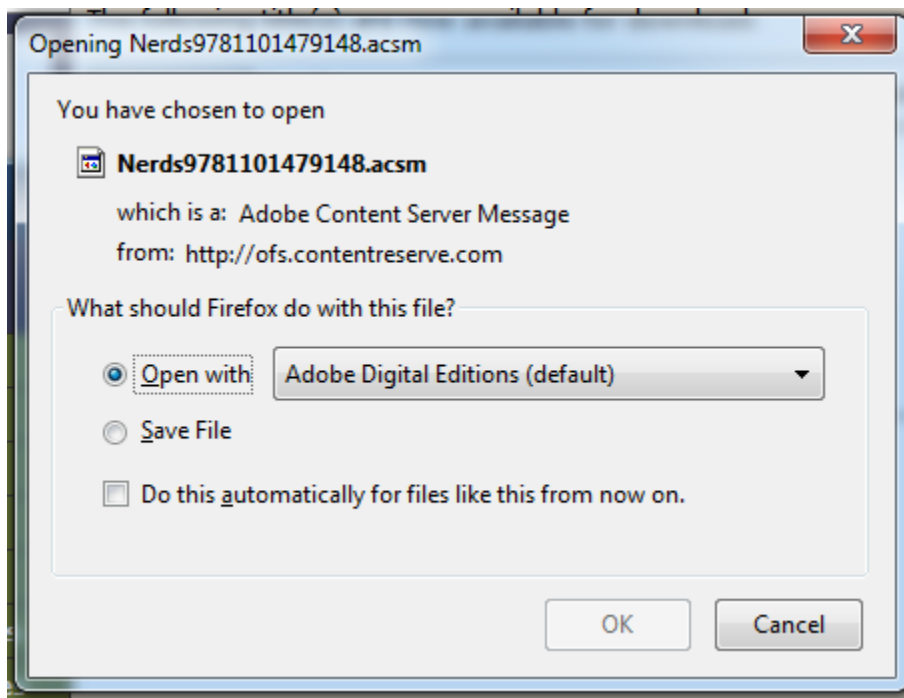 Opening Nerds9781101479148.acsm
You have chosen to open
Nerds9781101479148.acsm
which is a: Adobe Content Server Message
from: http://ofs.contentreserve.com
What should Firefox do with this file?
Open with Adobe Digital Editions (default)
Save File
Do this automatically for files like this from now on.
OK Cancel